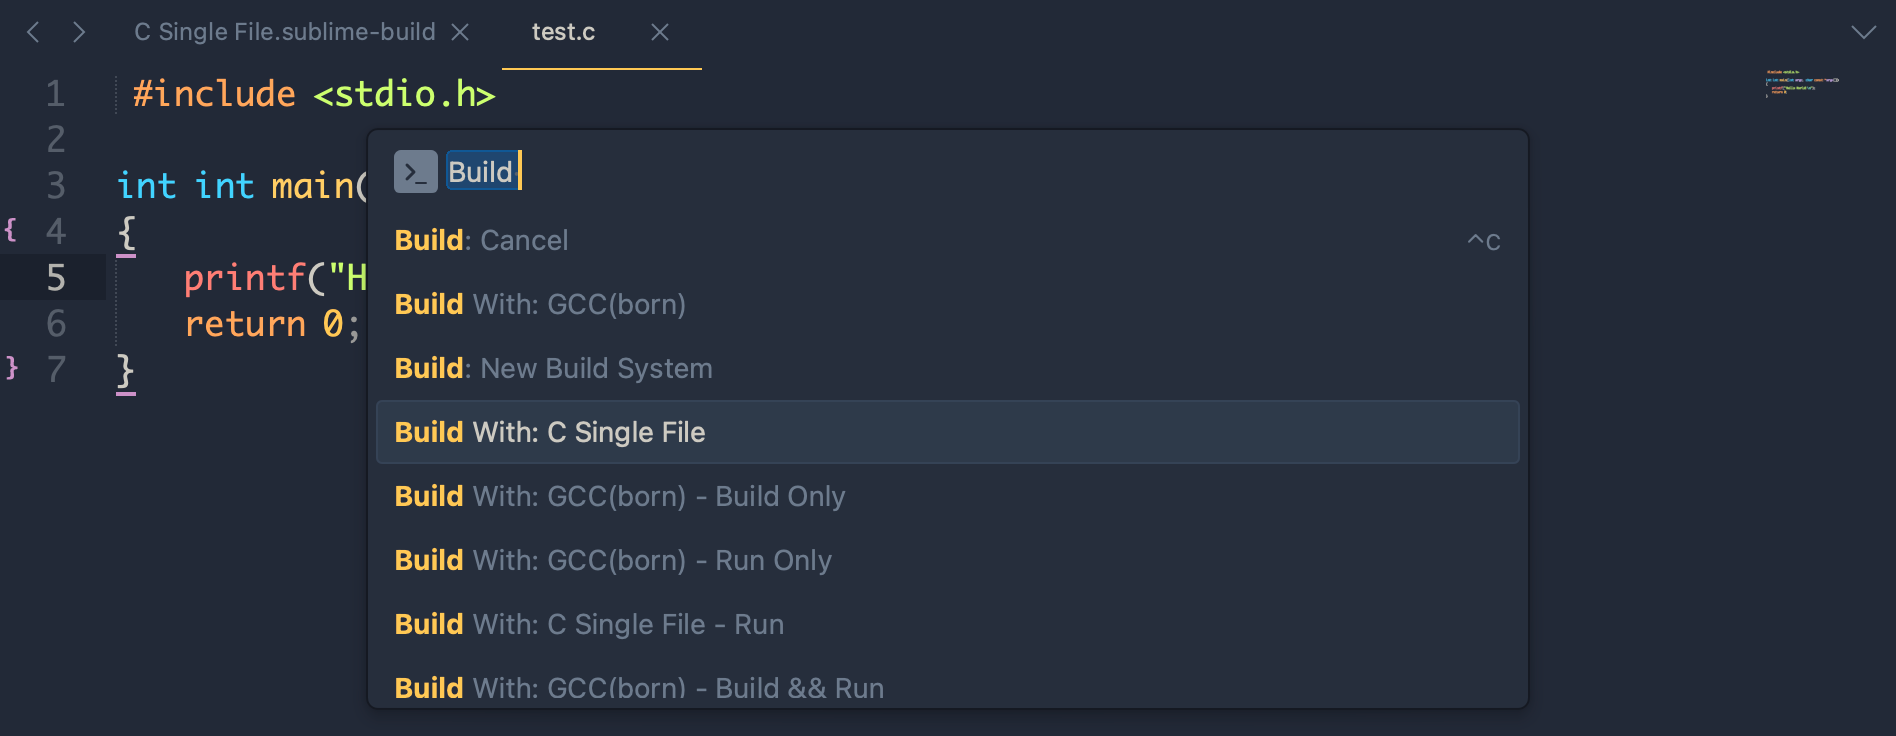 C Single File.sublime-build test.c
1 #include <stdio.h>
2
3 int int main(
{ 4 {
5 printf("H
6 return 0;
} 7 }
>_ Build
Build: Cancel ^C
Build With: GCC(born)
Build: New Build System
Build With: C Single File
Build With: GCC(born) - Build Only
Build With: GCC(born) - Run Only
Build With: C Single File - Run
Build With: GCC(born) - Build && Run